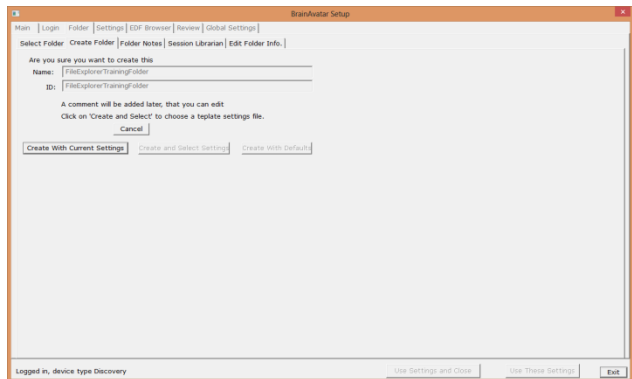 BrainAvatar Setup
Main Login Folder Settings EDF Browser Review Global Settings
Select Folder Create Folder Folder Notes Session Librarian Edit Folder Info.
Are you sure you want to create this
Name: FileExplorerTrainingFolder
ID: FileExplorerTrainingFolder
A comment will be added later, that you can edit
Click on 'Create and Select' to choose a teplate settings file.
Cancel
Create With Current Settings Create and Select Settings Create With Defaults
Logged in, device type Discovery Use Settings and Close Use These Settings Exit